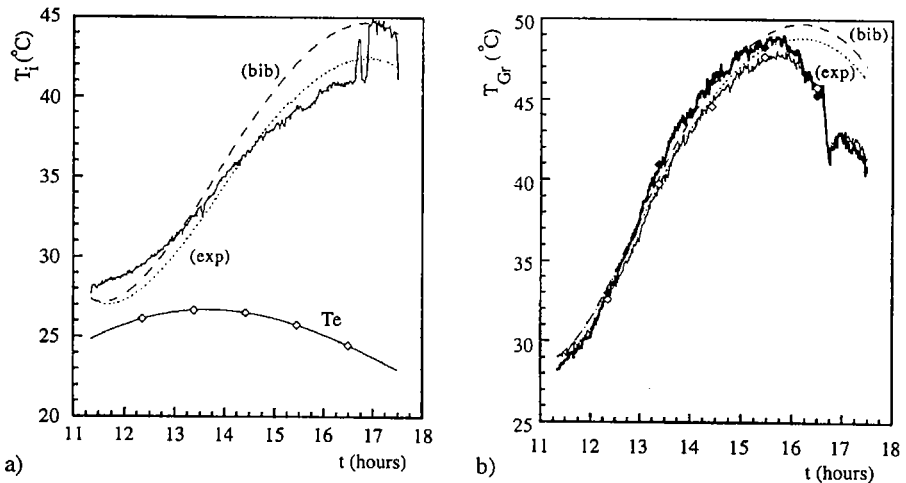 45
40
35
30
25
20
T_i (°C)
(bib)
(exp)
Te
11 12 13 14 15 16 17 18
t (hours)
a)
50
45
40
35
30
25
T_Gr (°C)
(bib)
(exp)
11 12 13 14 15 16 17 18
t (hours)
b)